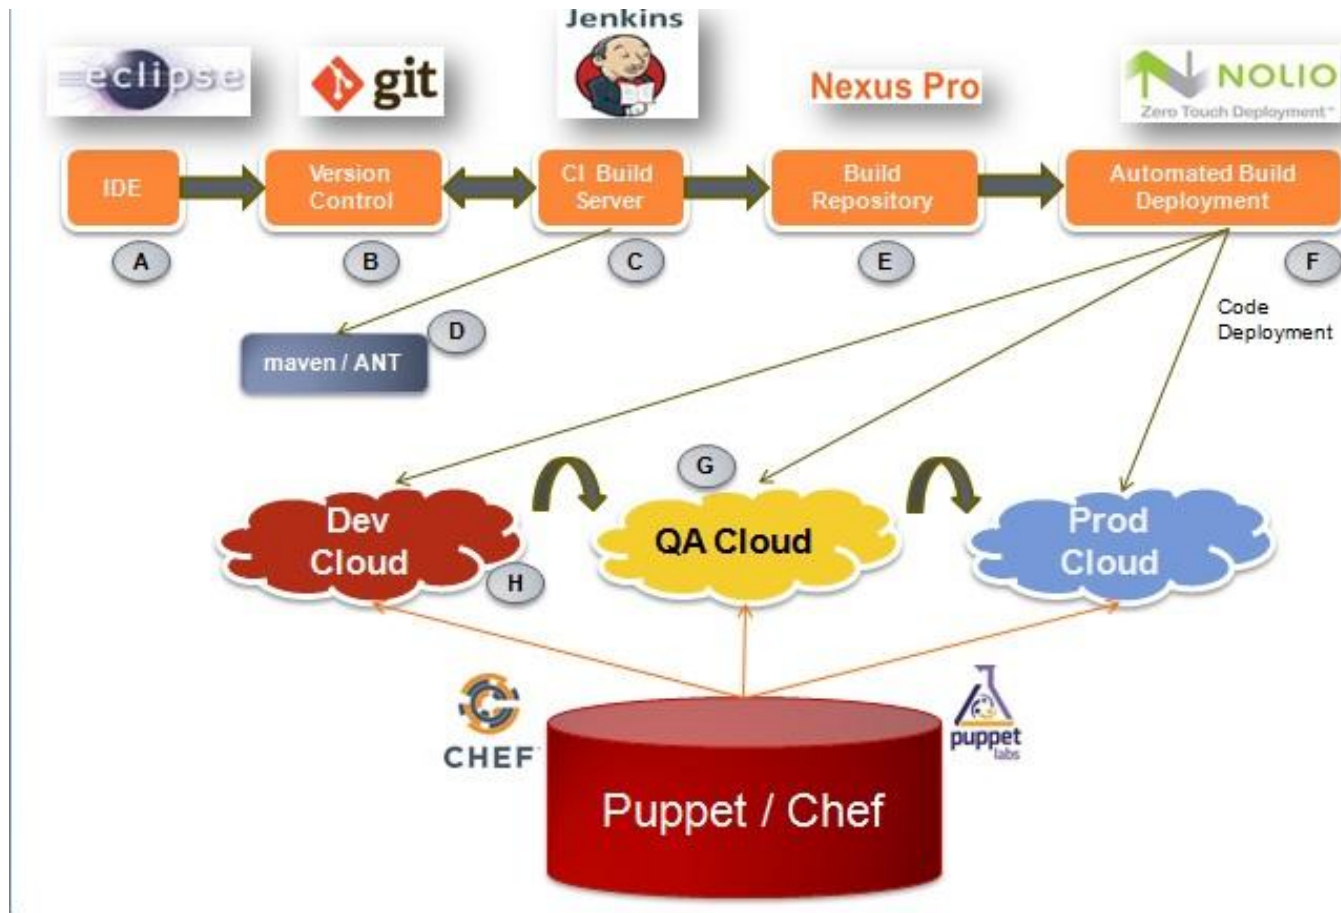 Jenkins
eclipse
git
Nexus Pro
NOLIO
Zero Touch Deployment™
IDE
Version
Control
CI Build
Server
Build
Repository
Automated Build
Deployment
A
B
C
E
F
D
maven / ANT
Code
Deployment
G
Dev
Cloud
QA Cloud
Prod
Cloud
H
CHEF
puppet
labs
Puppet / Chef